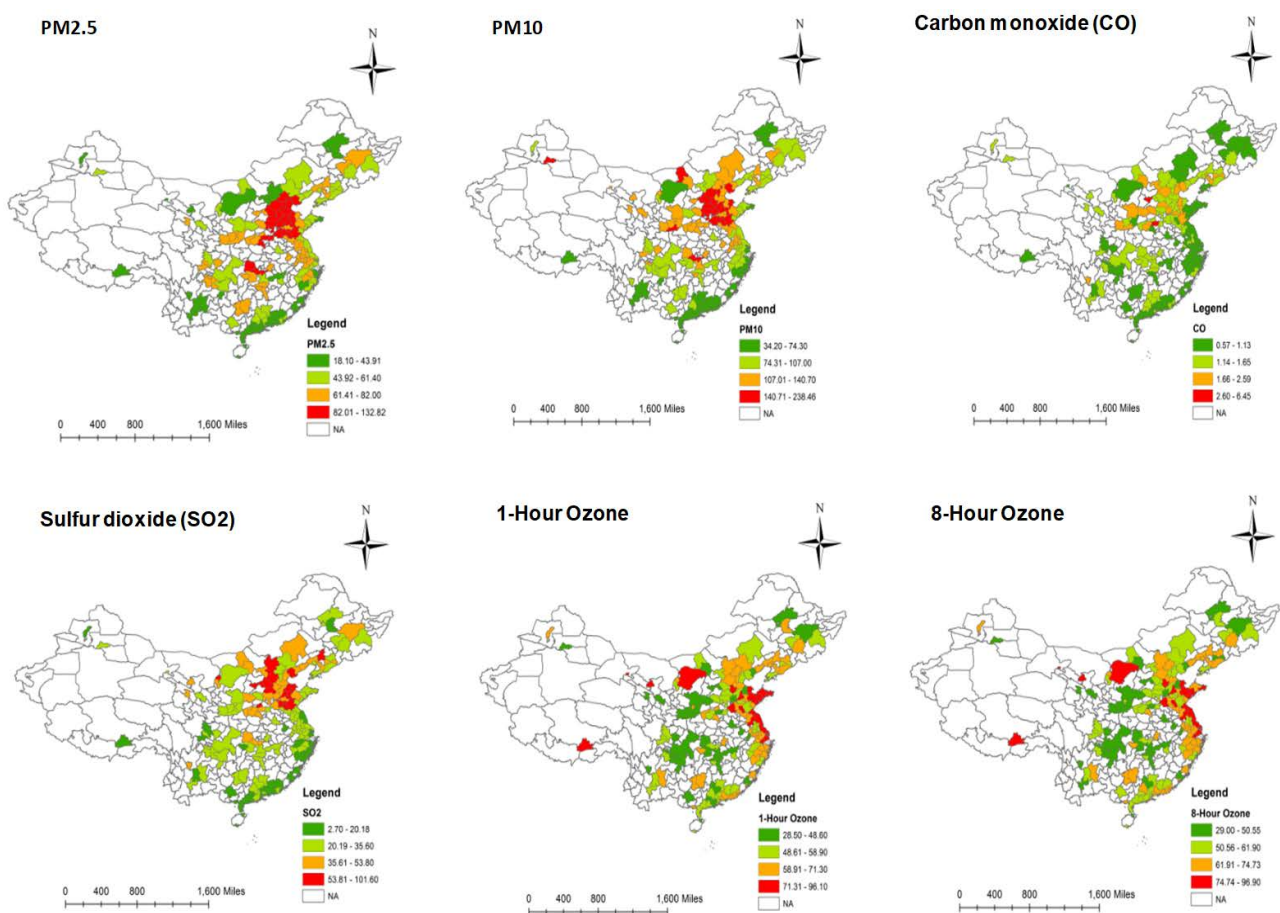 PM2.5
N
Legend
PM2.5
18.10 - 43.91
43.92 - 61.40
61.41 - 82.00
82.01 - 132.82
NA
0 400 800 1,600 Miles
PM10
N
Legend
PM10
34.20 - 74.30
74.31 - 107.00
107.01 - 140.70
140.71 - 238.46
NA
0 400 800 1,600 Miles
Carbon monoxide (CO)
N
Legend
CO
0.57 - 1.13
1.14 - 1.65
1.66 - 2.59
2.60 - 6.45
NA
0 400 800 1,600 Miles
Sulfur dioxide (SO2)
N
Legend
SO2
2.70 - 20.18
20.19 - 35.60
35.61 - 53.80
53.81 - 101.60
NA
0 400 800 1,600 Miles
1-Hour Ozone
N
Legend
1-Hour Ozone
28.50 - 48.60
48.61 - 58.90
58.91 - 71.30
71.31 - 96.10
NA
0 400 800 1,600 Miles
8-Hour Ozone
N
Legend
8-Hour Ozone
29.00 - 50.55
50.56 - 61.90
61.91 - 74.73
74.74 - 96.90
NA
0 400 800 1,600 Miles